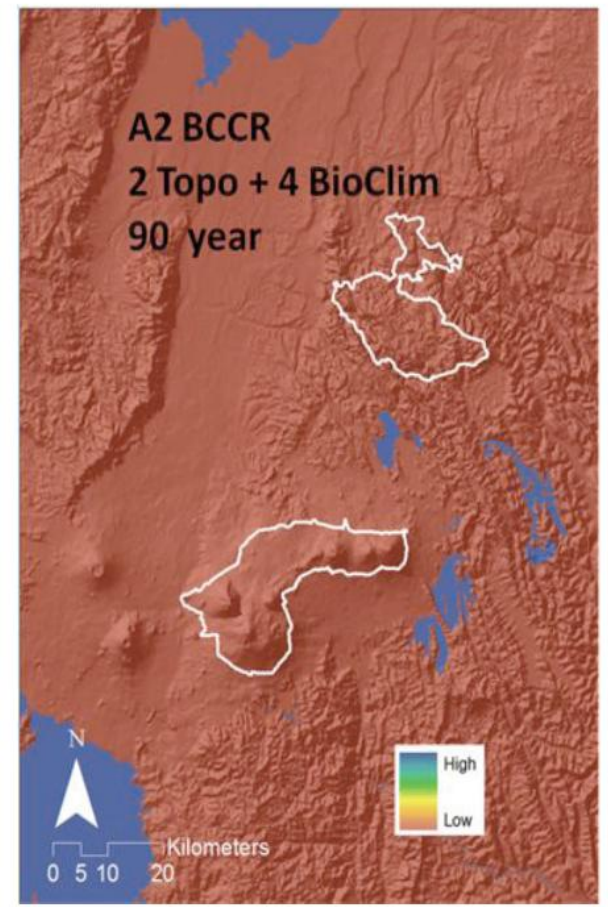 A2 BCCR
2 Topo + 4 BioClim
90 year
N
Kilometers
0 5 10 20
High
Low